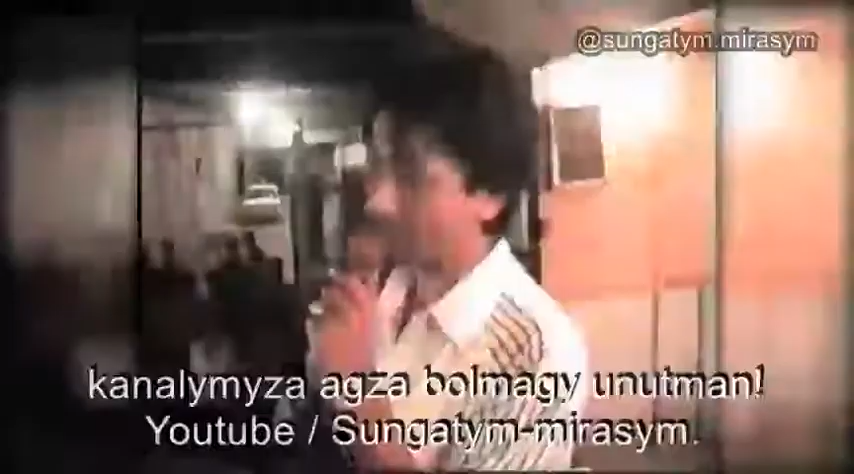 @sungatym.mirasym
kanalymyza agza bolmagy unutman!
Youtube / Sungatym-mirasym.